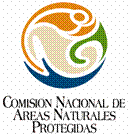 COMISION NACIONAL DE
AREAS NATURALES
PROTEGIDAS